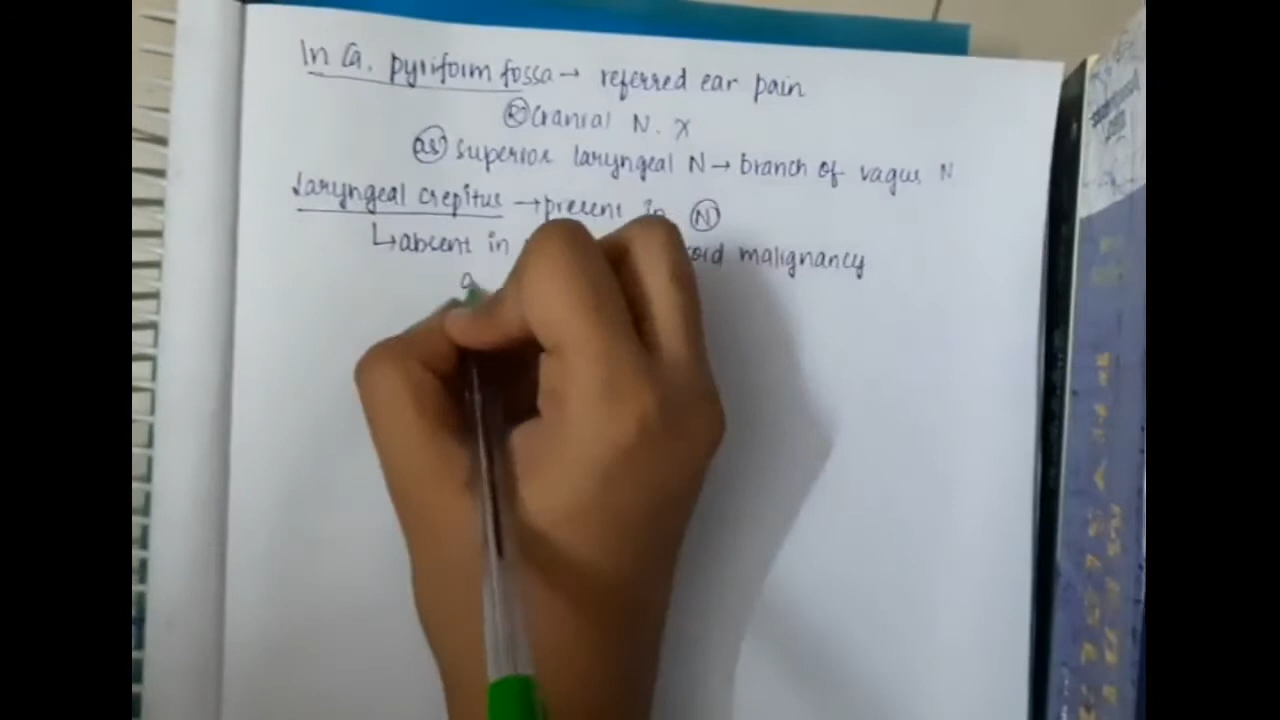 In Ca. pyriform fossa → referred ear pain
(R) Cranial N. X
(as) superior laryngeal N → branch of vagus N
Laryngeal crepitus → present in (N)
↳ absent in malignancy